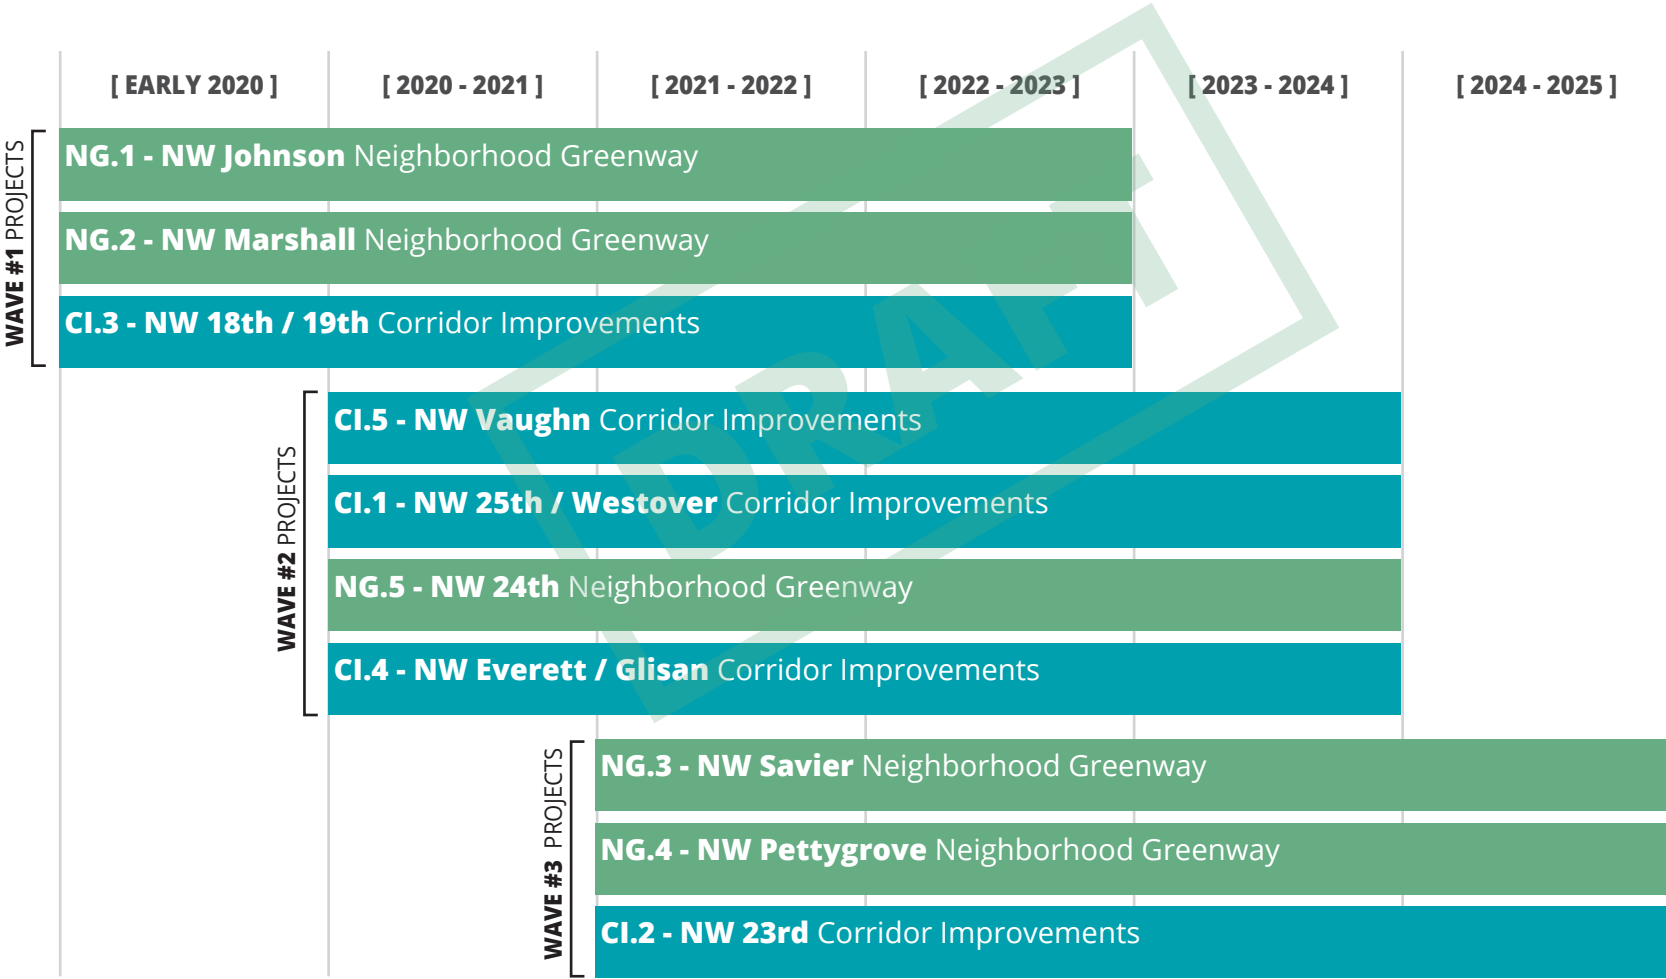 [ EARLY 2020 ] [ 2020 - 2021 ] [ 2021 - 2022 ] [ 2022 - 2023 ] [ 2023 - 2024 ] [ 2024 - 2025 ]
WAVE #1 PROJECTS
NG.1 - NW Johnson Neighborhood Greenway
NG.2 - NW Marshall Neighborhood Greenway
CI.3 - NW 18th / 19th Corridor Improvements
WAVE #2 PROJECTS
CI.5 - NW Vaughn Corridor Improvements
CI.1 - NW 25th / Westover Corridor Improvements
NG.5 - NW 24th Neighborhood Greenway
CI.4 - NW Everett / Glisan Corridor Improvements
WAVE #3 PROJECTS
NG.3 - NW Savier Neighborhood Greenway
NG.4 - NW Pettygrove Neighborhood Greenway
CI.2 - NW 23rd Corridor Improvements
DRAFT